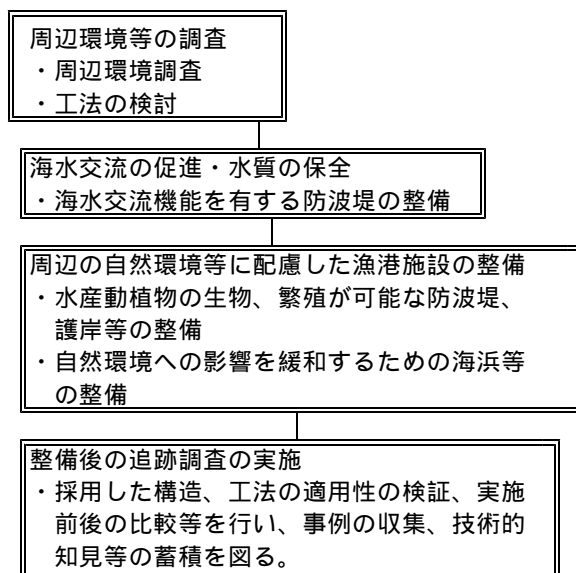 周辺環境等の調査
・周辺環境調査
・工法の検討
海水交流の促進・水質の保全
・海水交流機能を有する防波堤の整備
周辺の自然環境等に配慮した漁港施設の整備
・水産動植物の生物、繁殖が可能な防波堤、
護岸等の整備
・自然環境への影響を緩和するための海浜等
の整備
整備後の追跡調査の実施
・採用した構造、工法の適用性の検証、実施
前後の比較等を行い、事例の収集、技術的
知見等の蓄積を図る。